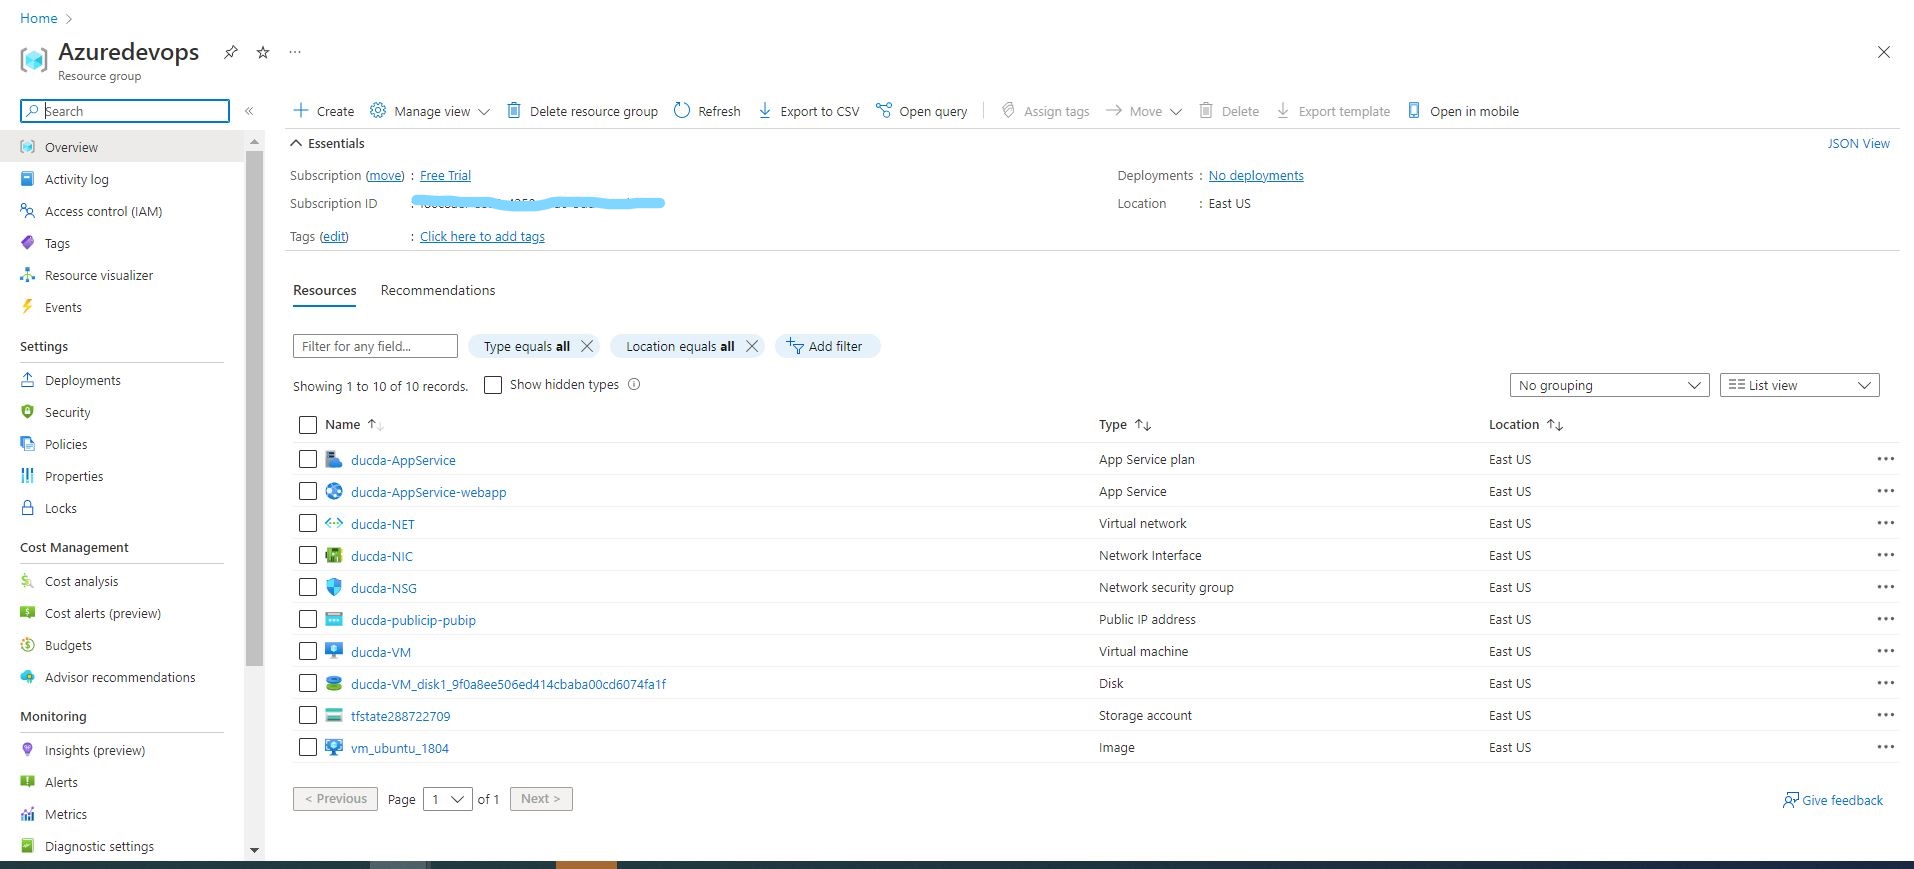 Home
Azuredevops
Resource group
Search
Overview
Activity log
Access control (IAM)
Tags
Resource visualizer
Events
Settings
Deployments
Security
Policies
Properties
Locks
Cost Management
Cost analysis
Cost alerts (preview)
Budgets
Advisor recommendations
Monitoring
Insights (preview)
Alerts
Metrics
Diagnostic settings
Create Manage view Delete resource group Refresh Export to CSV Open query Assign tags Move Delete Export template Open in mobile
Essentials JSON View
Subscription (move) : Free Trial Deployments : No deployments
Subscription ID : Location : East US
Tags (edit) : Click here to add tags
Resources Recommendations
Filter for any field... Type equals all Location equals all Add filter
Showing 1 to 10 of 10 records. Show hidden types No grouping List view
Name Type Location
ducda-AppService App Service plan East US
ducda-AppService-webapp App Service East US
ducda-NET Virtual network East US
ducda-NIC Network Interface East US
ducda-NSG Network security group East US
ducda-publicip-pubip Public IP address East US
ducda-VM Virtual machine East US
ducda-VM_disk1_9f0a8ee506ed414cbaba00cd6074fa1f Disk East US
tfstate288722709 Storage account East US
vm_ubuntu_1804 Image East US
< Previous Page 1 of 1 Next >
Give feedback